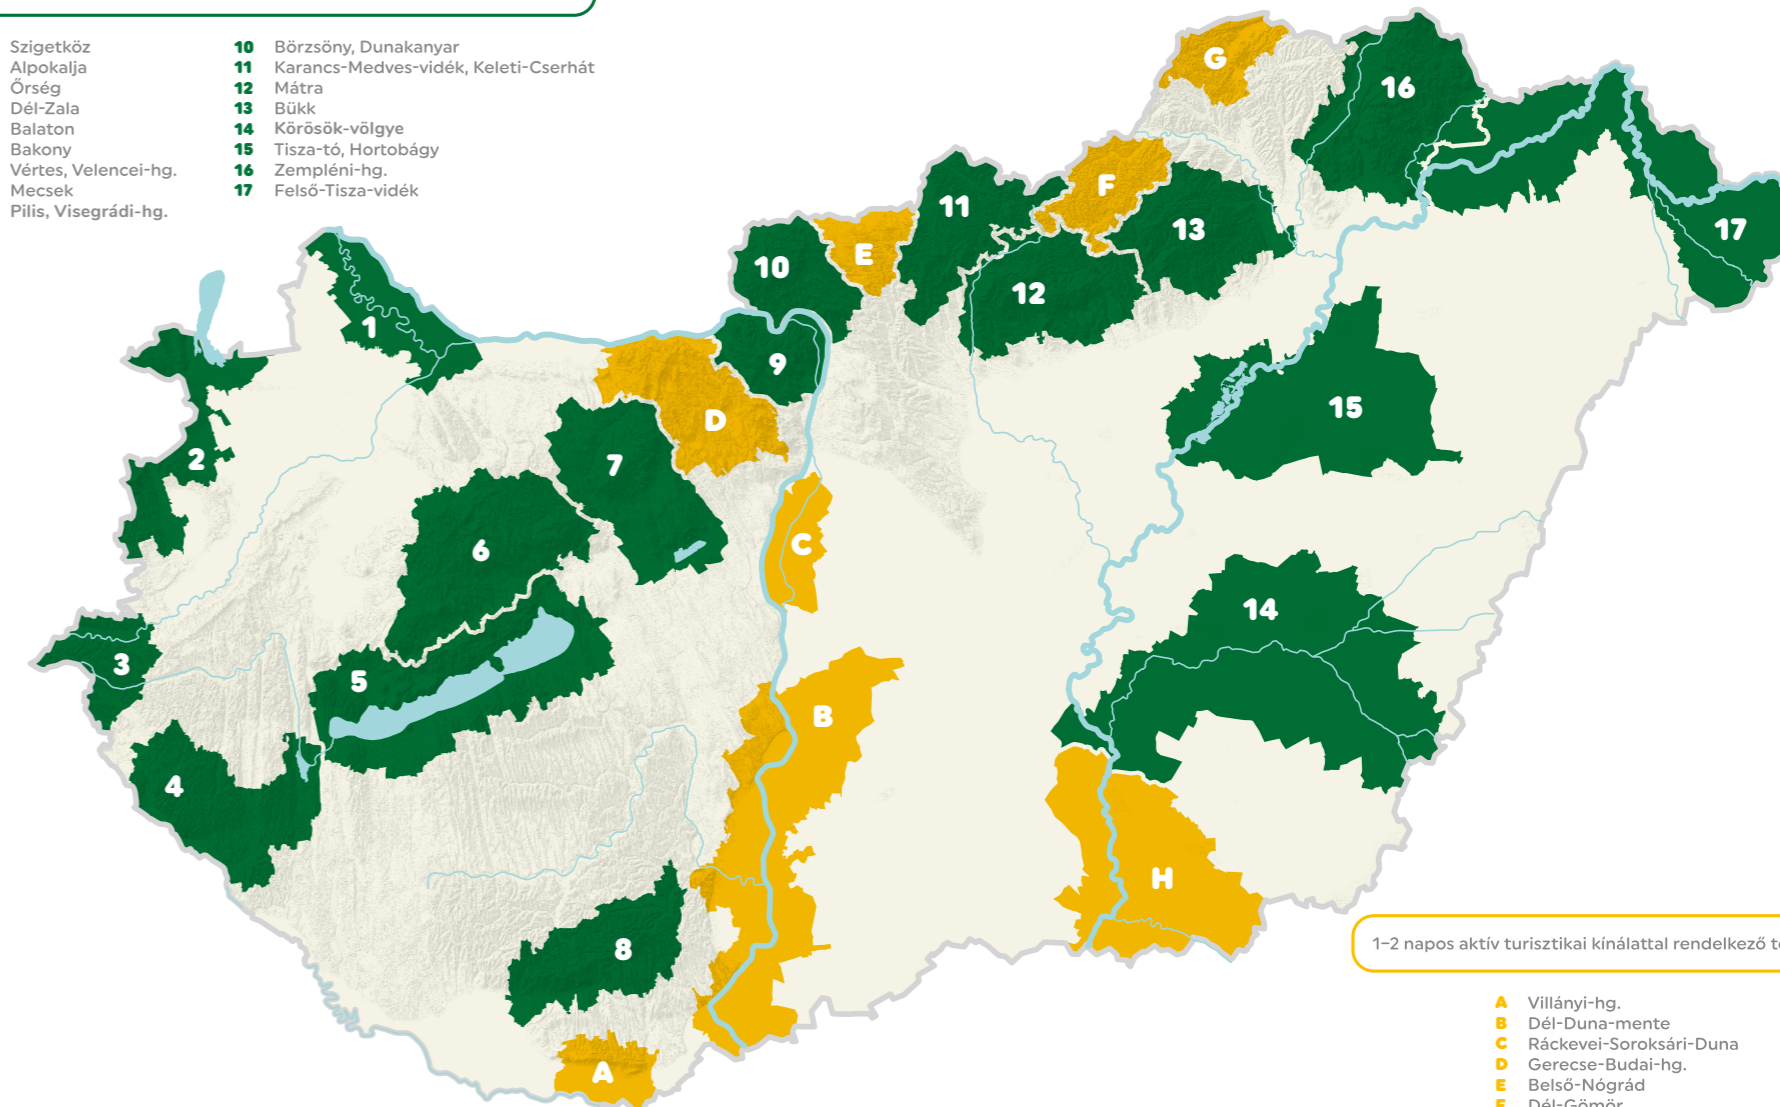 Szigetköz
Alpokalja
Őrség
Dél-Zala
Balaton
Bakony
Vértes, Velencei-hg.
Mecsek
Pilis, Visegrádi-hg.
10 Börzsöny, Dunakanyar
11 Karancs-Medves-vidék, Keleti-Cserhát
12 Mátra
13 Bükk
14 Körösök-völgye
15 Tisza-tó, Hortobágy
16 Zempléni-hg.
17 Felső-Tisza-vidék
G
16
F
11
13
17
E
10
12
1
9
D
15
2
7
C
6
14
3
5
B
4
H
8
A
1–2 napos aktív turisztikai kínálattal rendelkező
A Villányi-hg.
B Dél-Duna-mente
C Ráckevei-Soroksári-Duna
D Gerecse-Budai-hg.
E Belső-Nógrád
F Dél-Gömör